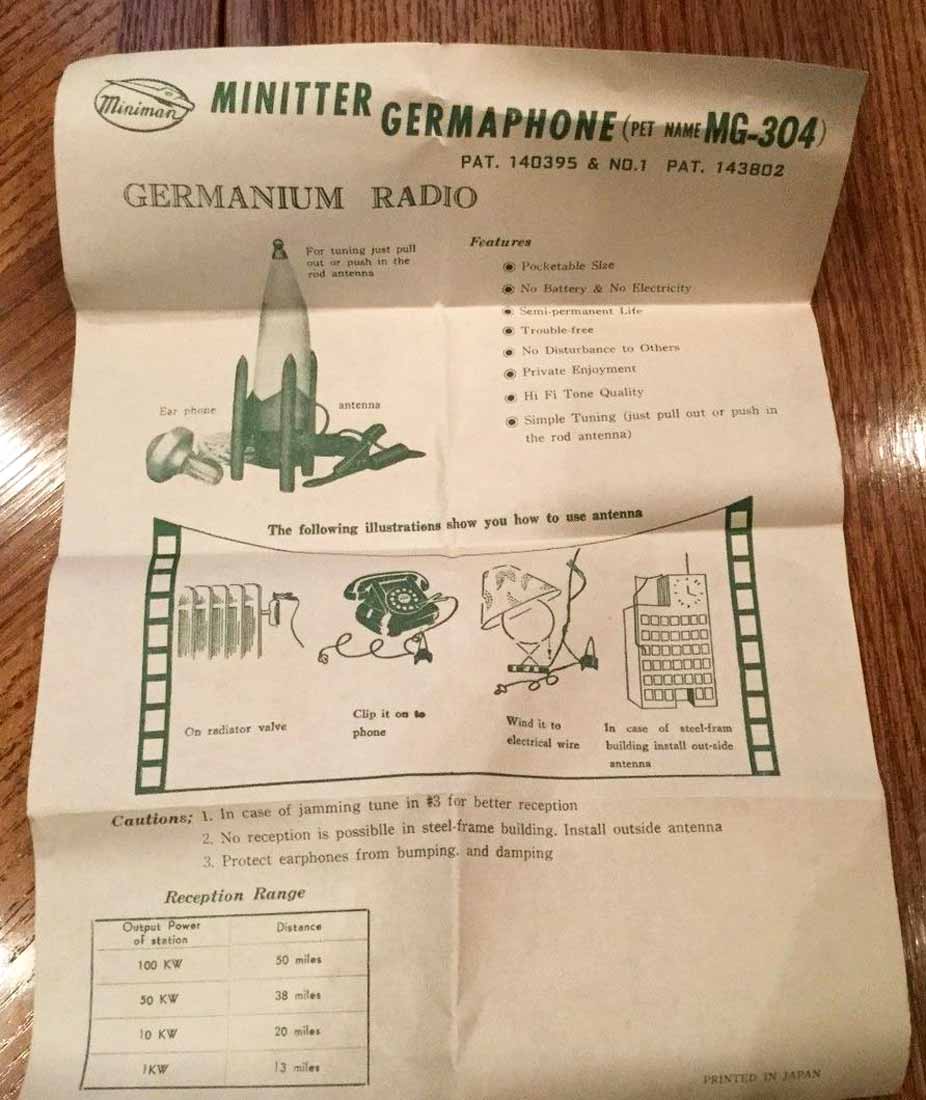 Miniman
MINITTER
GERMAPHONE (PET NAME MG-304)
PAT. 140395 & NO.1 PAT. 143802
GERMANIUM RADIO
For tuning just pull
out or push in the
rod antenna
Ear phone
antenna
Features
◉ Pocketable Size
◉ No Battery & No Electricity
◉ Semi-permanent Life
◉ Trouble-free
◉ No Disturbance to Others
◉ Private Enjoyment
◉ Hi Fi Tone Quality
◉ Simple Tuning (just pull out or push in
the rod antenna)
The following illustrations show you how to use antenna
On radiator valve
Clip it on to
phone
Wind it to
electrical wire
In case of steel-fram
building install out-side
antenna
Cautions; 1. In case of jamming tune in #3 for better reception
2. No reception is possiblle in steel-frame building. Install outside antenna
3. Protect earphones from bumping. and damping
Reception Range
Output Power
of station
Distance
100 KW 50 miles
50 KW 38 miles
10 KW 20 miles
1KW 13 miles
PRINTED IN JAPAN